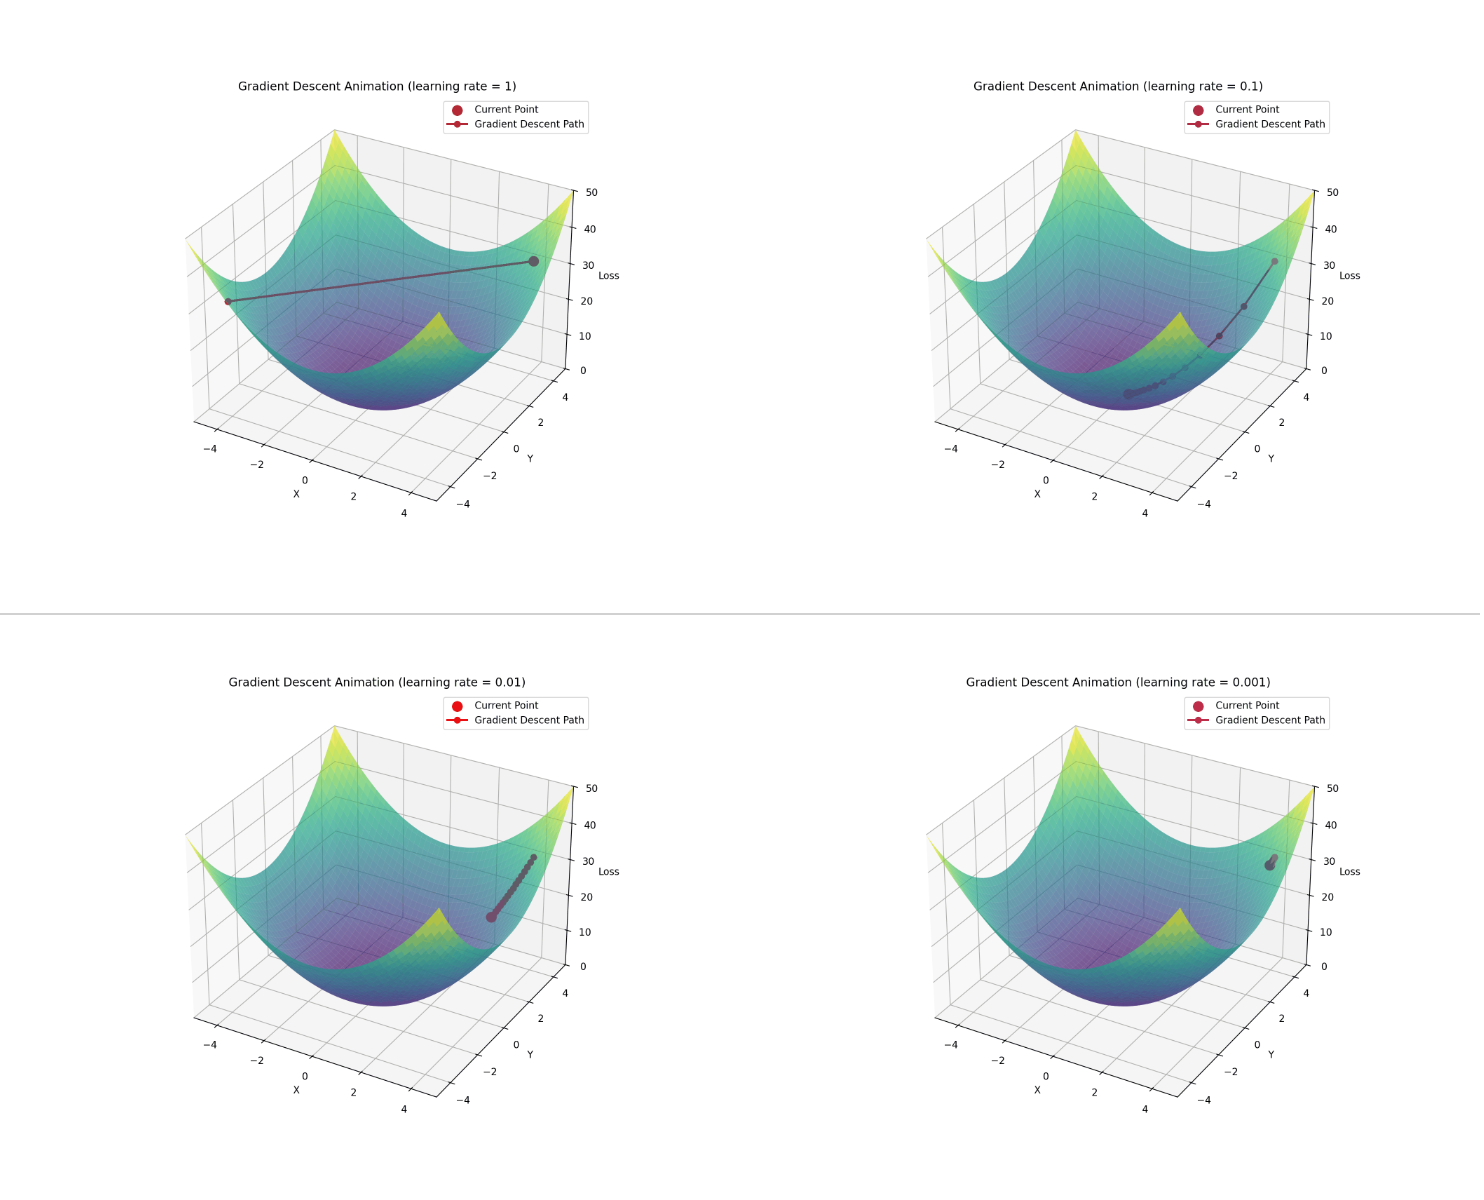 Gradient Descent Animation (learning rate = 1)
Current Point
Gradient Descent Path
50
40
30
Loss
20
10
0
4
2
0
Y
−2
−4
−4
−2
0
X
2
4
Gradient Descent Animation (learning rate = 0.1)
Current Point
Gradient Descent Path
50
40
30
Loss
20
10
0
4
2
0
Y
−2
−4
−4
−2
0
X
2
4
Gradient Descent Animation (learning rate = 0.01)
Current Point
Gradient Descent Path
50
40
30
Loss
20
10
0
4
2
0
Y
−2
−4
−4
−2
0
X
2
4
Gradient Descent Animation (learning rate = 0.001)
Current Point
Gradient Descent Path
50
40
30
Loss
20
10
0
4
2
0
Y
−2
−4
−4
−2
0
X
2
4